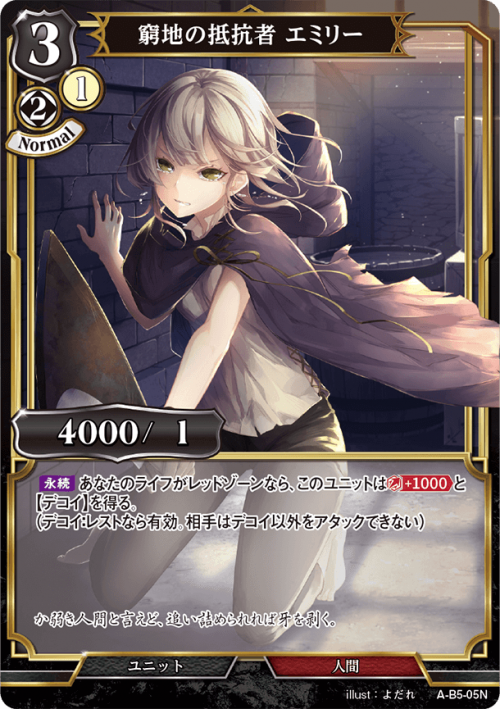 3
窮地の抵抗者 エミリー
2
1
Normal
4000/ 1
永続 あなたのライフがレッドゾーンなら、このユニットは+1000と
【デコイ】を得る。
(デコイ:レストなら有効。相手はデコイ以外をアタックできない)
か弱き人間と言えど、追い詰められれば牙を剥く。
ユニット
人間
illust:よだれ
A-B5-05N